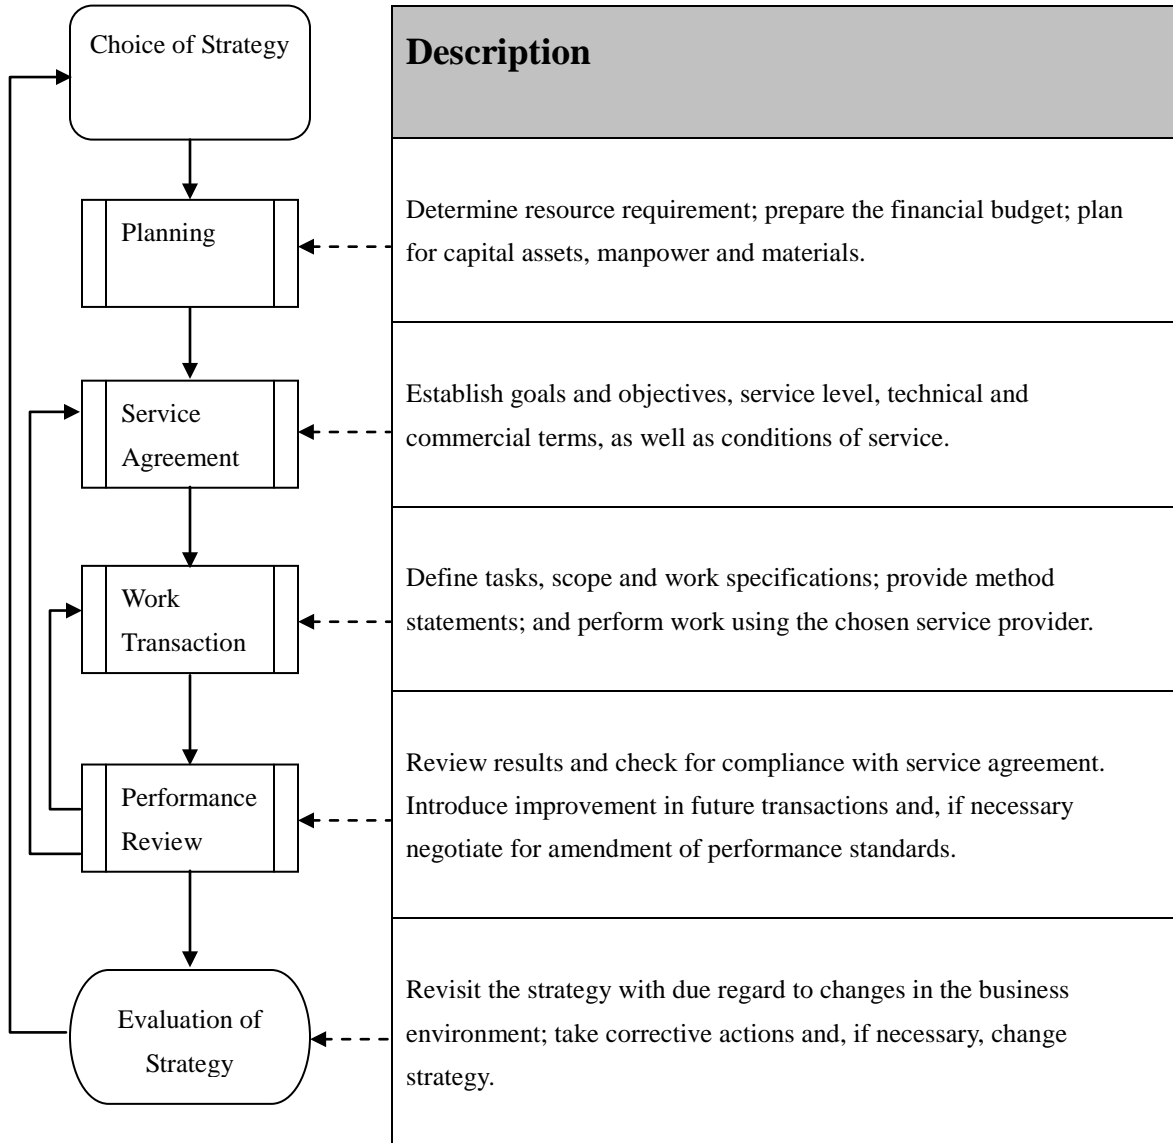 Choice of Strategy
Description
Planning
Determine resource requirement; prepare the financial budget; plan
for capital assets, manpower and materials.
Service
Agreement
Establish goals and objectives, service level, technical and
commercial terms, as well as conditions of service.
Work
Transaction
Define tasks, scope and work specifications; provide method
statements; and perform work using the chosen service provider.
Performance
Review
Review results and check for compliance with service agreement.
Introduce improvement in future transactions and, if necessary
negotiate for amendment of performance standards.
Evaluation of
Strategy
Revisit the strategy with due regard to changes in the business
environment; take corrective actions and, if necessary, change
strategy.